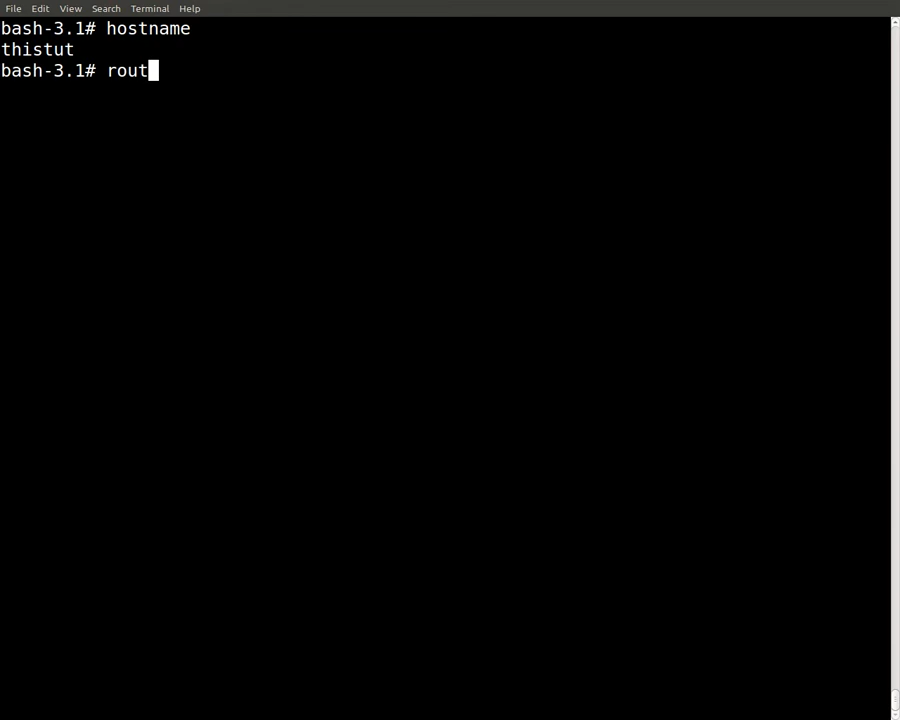 File Edit View Search Terminal Help
bash-3.1# hostname
thistut
bash-3.1# rout